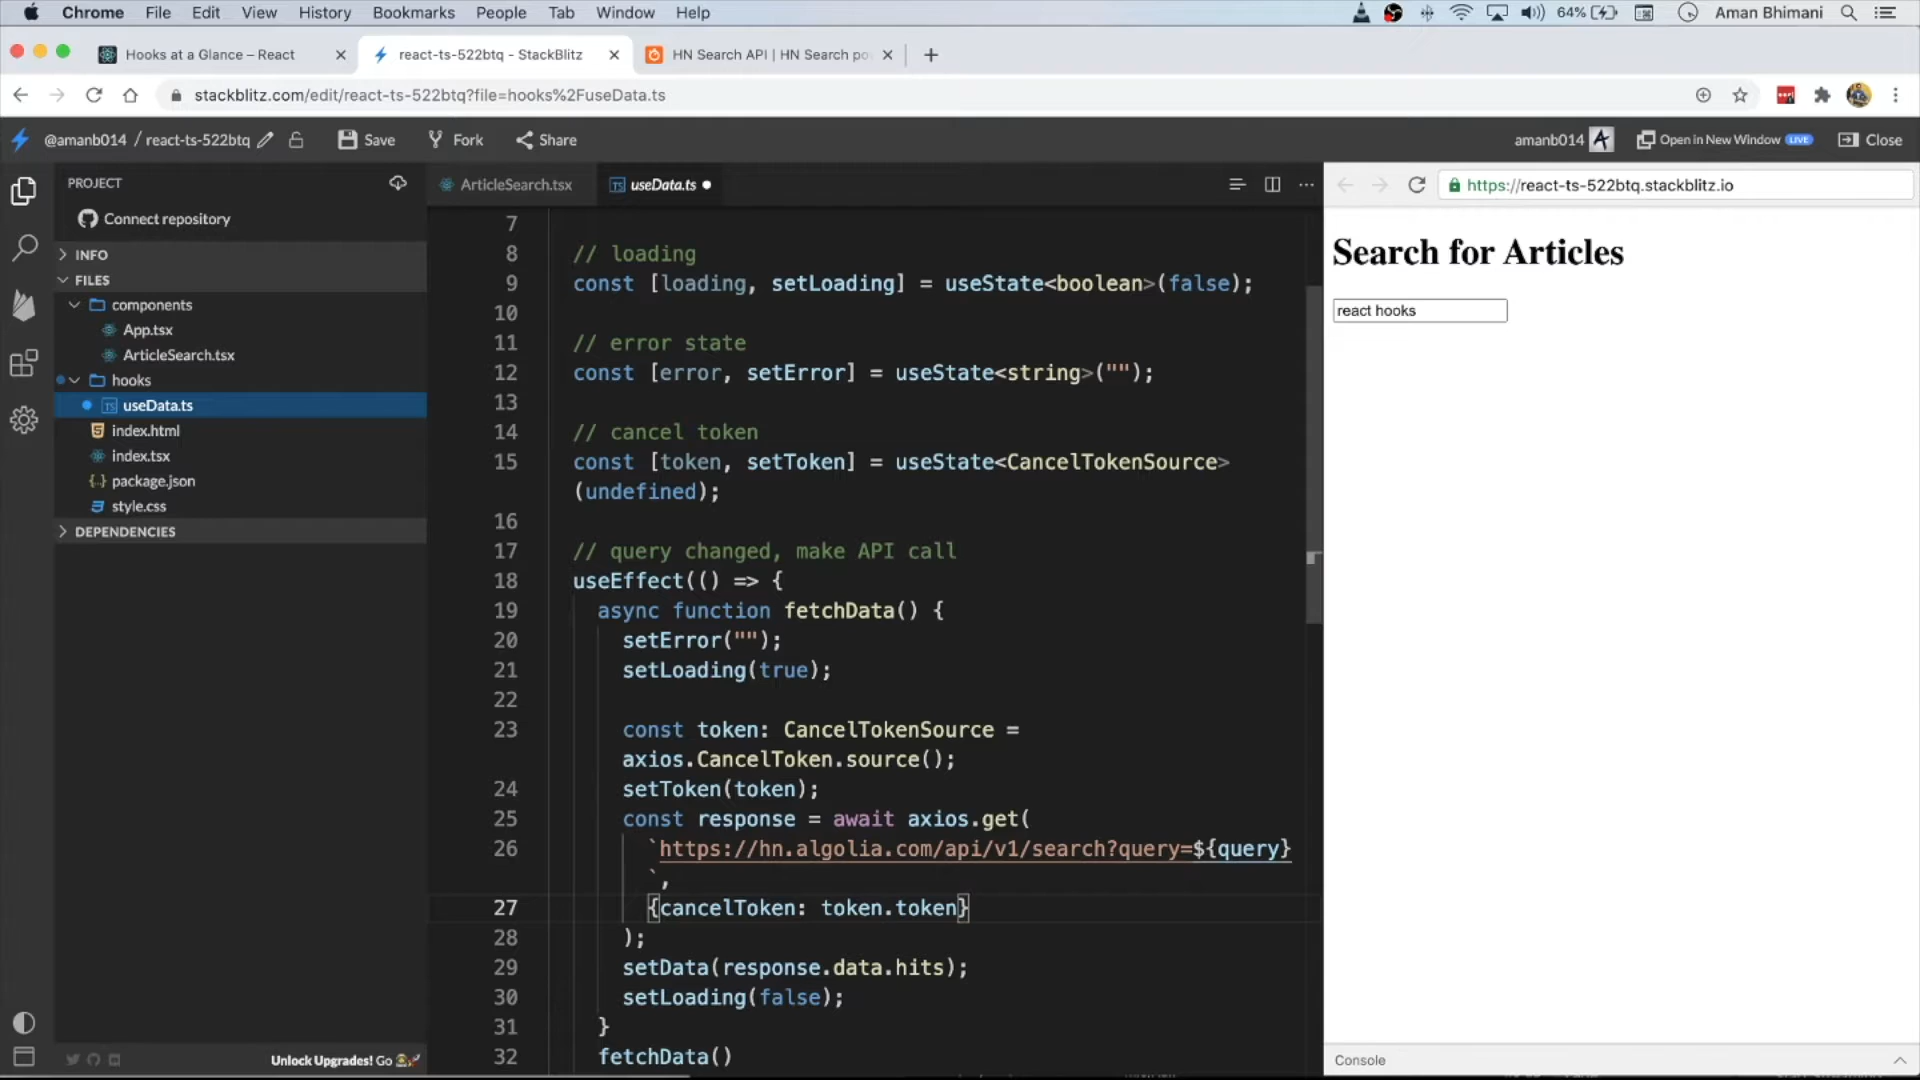 Chrome File Edit View History Bookmarks People Tab Window Help 64% Aman Bhimani
Hooks at a Glance – React
react-ts-522btq - StackBlitz
HN Search API | HN Search po
stackblitz.com/edit/react-ts-522btq?file=hooks%2FuseData.ts
@amanb014 / react-ts-522btq Save Fork Share amanb014 Open in New Window LIVE Close
PROJECT
Connect repository
INFO
FILES
components
App.tsx
ArticleSearch.tsx
hooks
TS useData.ts
index.html
index.tsx
{..} package.json
style.css
DEPENDENCIES
Unlock Upgrades! Go
ArticleSearch.tsx TS useData.ts
7
8 // loading
9 const [loading, setLoading] = useState<boolean>(false);
10
11 // error state
12 const [error, setError] = useState<string>("");
13
14 // cancel token
15 const [token, setToken] = useState<CancelTokenSource>
(undefined);
16
17 // query changed, make API call
18 useEffect(() => {
19 async function fetchData() {
20 setError("");
21 setLoading(true);
22
23 const token: CancelTokenSource =
axios.CancelToken.source();
24 setToken(token);
25 const response = await axios.get(
26 `https://hn.algolia.com/api/v1/search?query=${query}
`,
27 {cancelToken: token.token}
28 );
29 setData(response.data.hits);
30 setLoading(false);
31 }
32 fetchData()
https://react-ts-522btq.stackblitz.io
Search for Articles
react hooks
Console